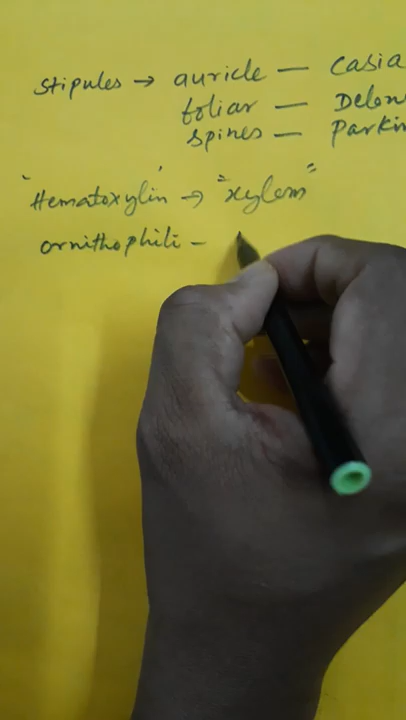 stipules → auricle — Casia
foliar — Delon
spines — Parkin
"Hematoxylin" → "xylem"
ornithophili –